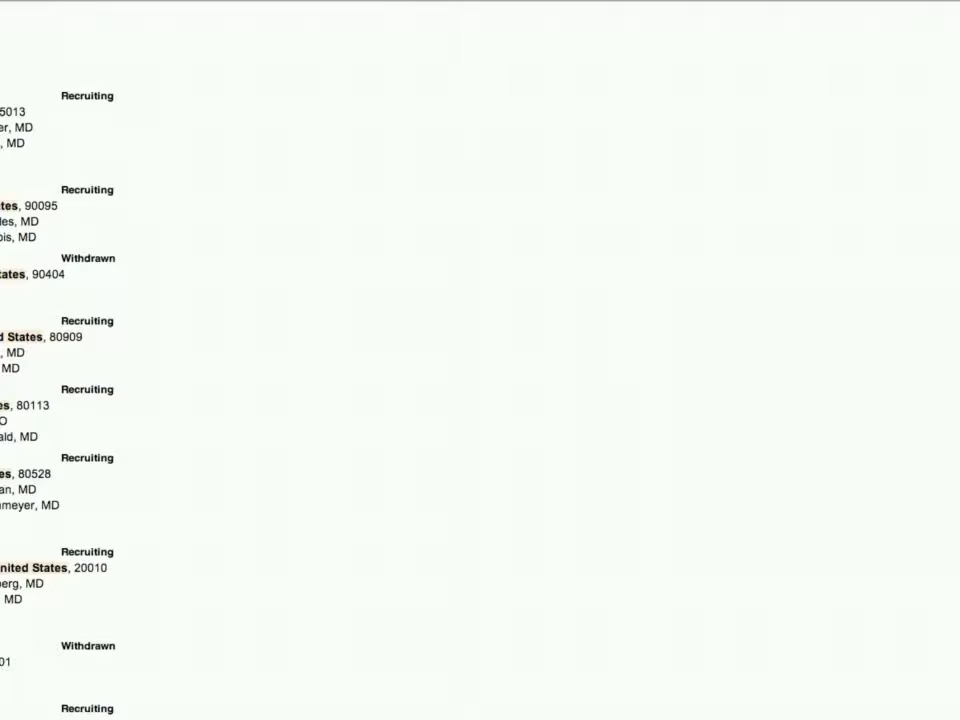 Recruiting
5013
er, MD
, MD
Recruiting
tes, 90095
les, MD
ois, MD
Withdrawn
tates, 90404
Recruiting
d States, 80909
, MD
MD
Recruiting
es, 80113
O
ald, MD
Recruiting
es, 80528
an, MD
meyer, MD
Recruiting
nited States, 20010
berg, MD
MD
Withdrawn
01
Recruiting